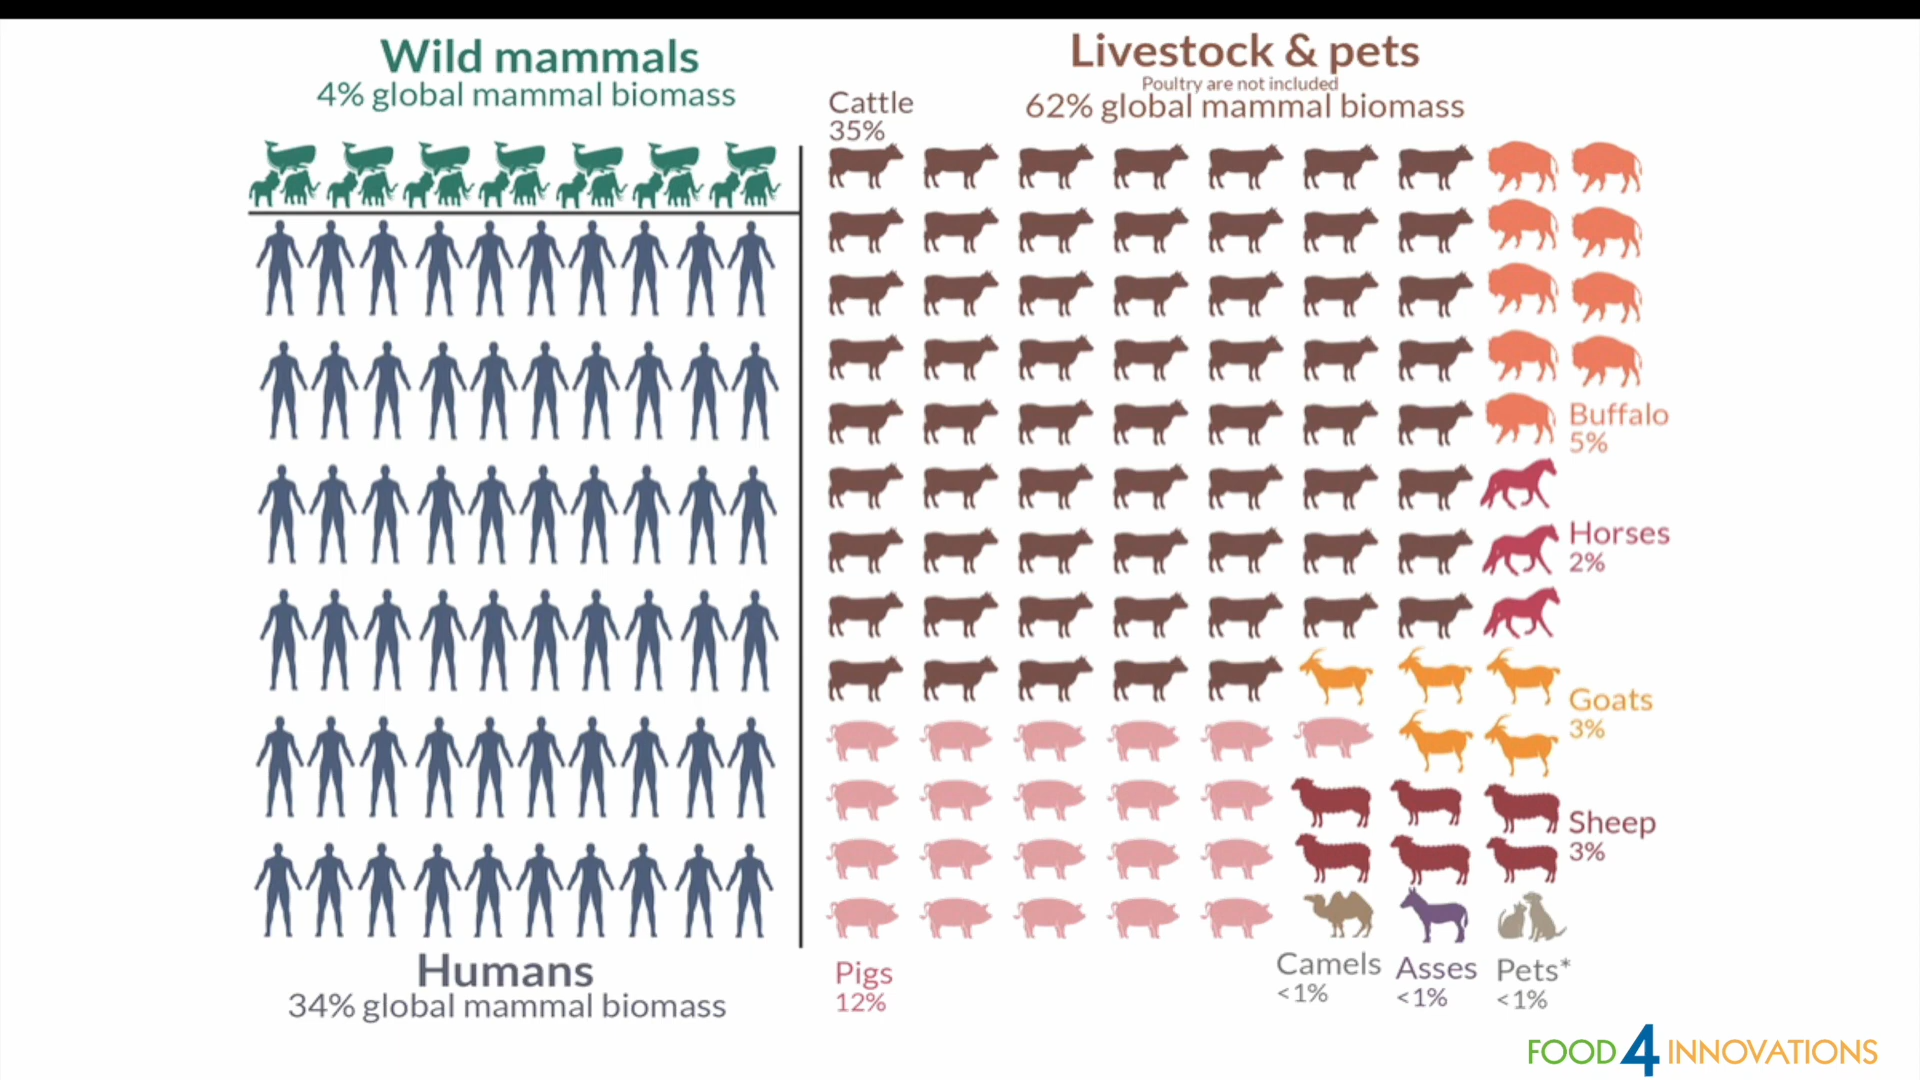 Wild mammals
4% global mammal biomass
Livestock & pets
Poultry are not included
62% global mammal biomass
Cattle
35%
Buffalo
5%
Horses
2%
Goats
3%
Sheep
3%
Humans
34% global mammal biomass
Pigs
12%
Camels
<1%
Asses
<1%
Pets*
<1%
FOOD 4 INNOVATIONS